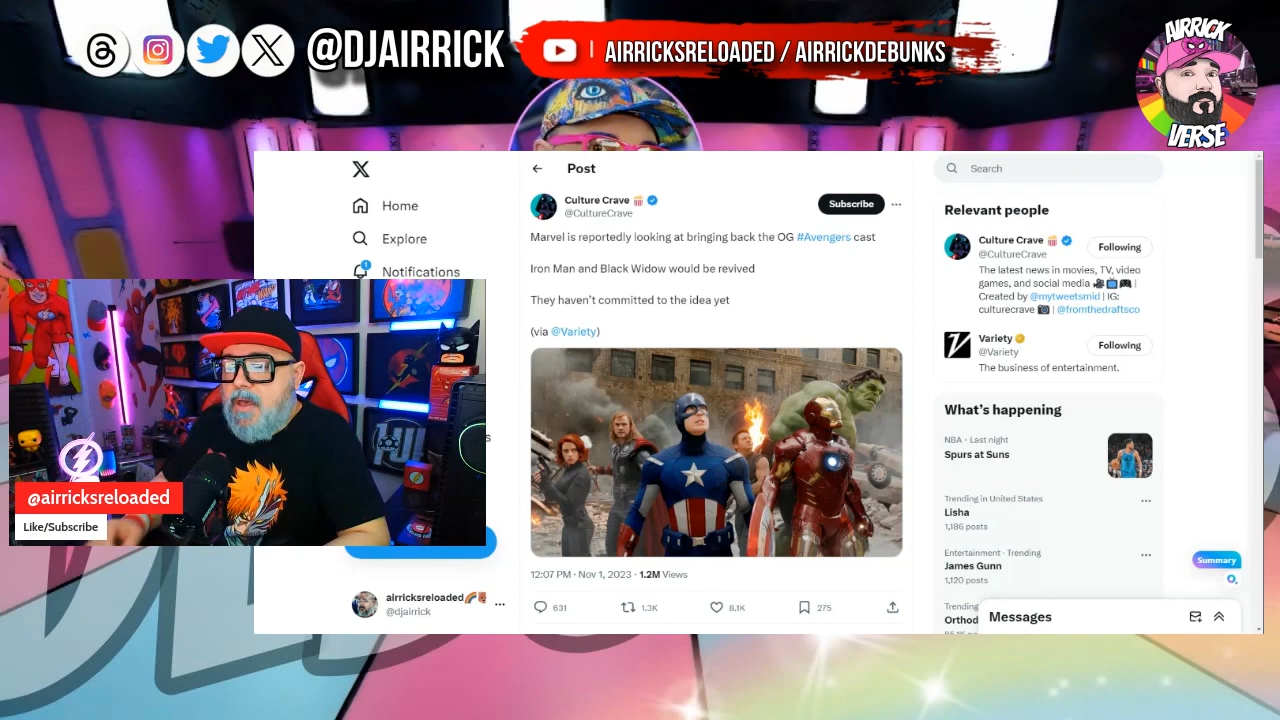 @DJAIRRICK
AIRRICKSRELOADED / AIRRICKDEBUNKS
AIRRICK
VERSE
Home
Explore
1
Notifications
airricksreloaded
@djairrick
Post
Culture Crave
@CultureCrave
Subscribe
Marvel is reportedly looking at bringing back the OG #Avengers cast
Iron Man and Black Widow would be revived
They haven't committed to the idea yet
(via @Variety)
12:07 PM · Nov 1, 2023 · 1.2M Views
631
1.3K
8.1K
275
Search
Relevant people
Culture Crave
@CultureCrave
Following
The latest news in movies, TV, video
games, and social media |
Created by @mytweetsmid | IG:
culturecrave | @fromthedraftsco
Variety
@Variety
Following
The business of entertainment.
What's happening
NBA · Last night
Spurs at Suns
Trending in United States
Lisha
1,186 posts
Entertainment · Trending
James Gunn
1,120 posts
Trending
Orthod
Summary
Messages
@airricksreloaded
Like/Subscribe